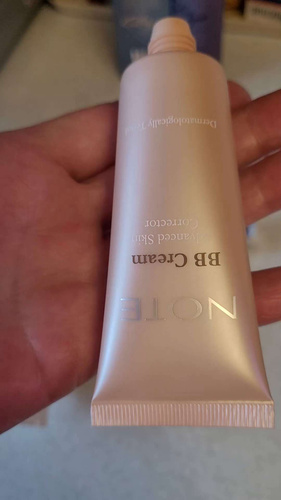 NOTE
BB Cream
Advanced Skin
Corrector
Dermatologically Tested